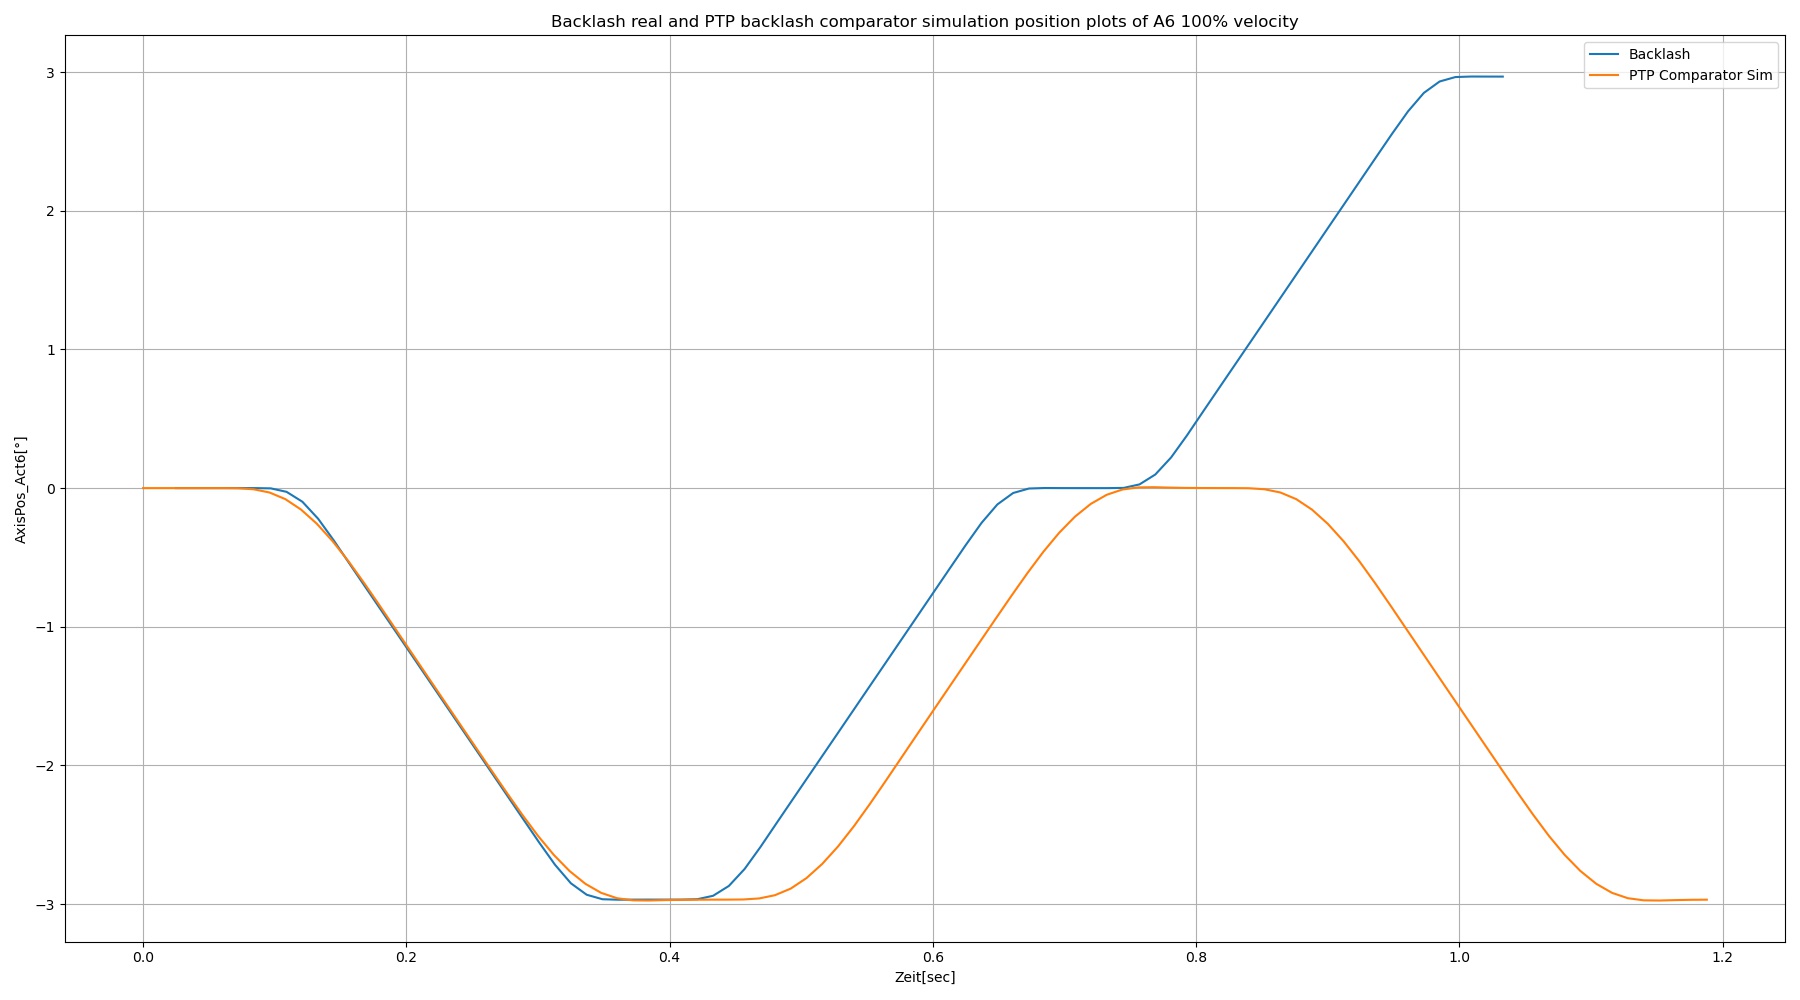 Backlash real and PTP backlash comparator simulation position plots of A6 100% velocity
Backlash
PTP Comparator Sim
3
2
1
0
−1
−2
−3
AxisPos_Act6[°]
0.0 0.2 0.4 0.6 0.8 1.0 1.2
Zeit[sec]